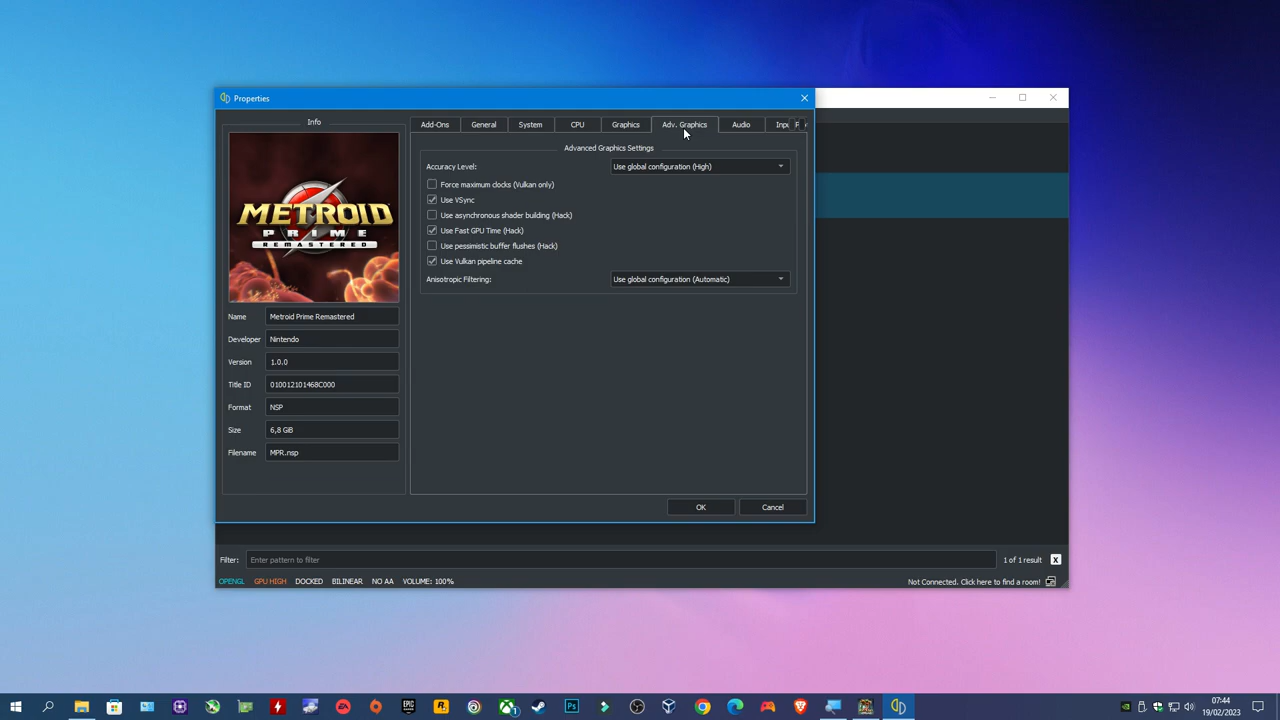 Properties
Info
METROID
PRIME
REMASTERED
Name Metroid Prime Remastered
Developer Nintendo
Version 1.0.0
Title ID 010012101468C000
Format NSP
Size 6,8 GiB
Filename MPR.nsp
Add-Ons General System CPU Graphics Adv. Graphics Audio
Advanced Graphics Settings
Accuracy Level: Use global configuration (High)
Force maximum clocks (Vulkan only)
Use VSync
Use asynchronous shader building (Hack)
Use Fast GPU Time (Hack)
Use pessimistic buffer flushes (Hack)
Use Vulkan pipeline cache
Anisotropic Filtering: Use global configuration (Automatic)
OK Cancel
Filter: Enter pattern to filter 1 of 1 result X
OPENGL GPU HIGH DOCKED BILINEAR NO AA VOLUME: 100% Not Connected. Click here to find a room!
EA
EPIC
GAMES
R
1
Ps
07:44
19/02/2023